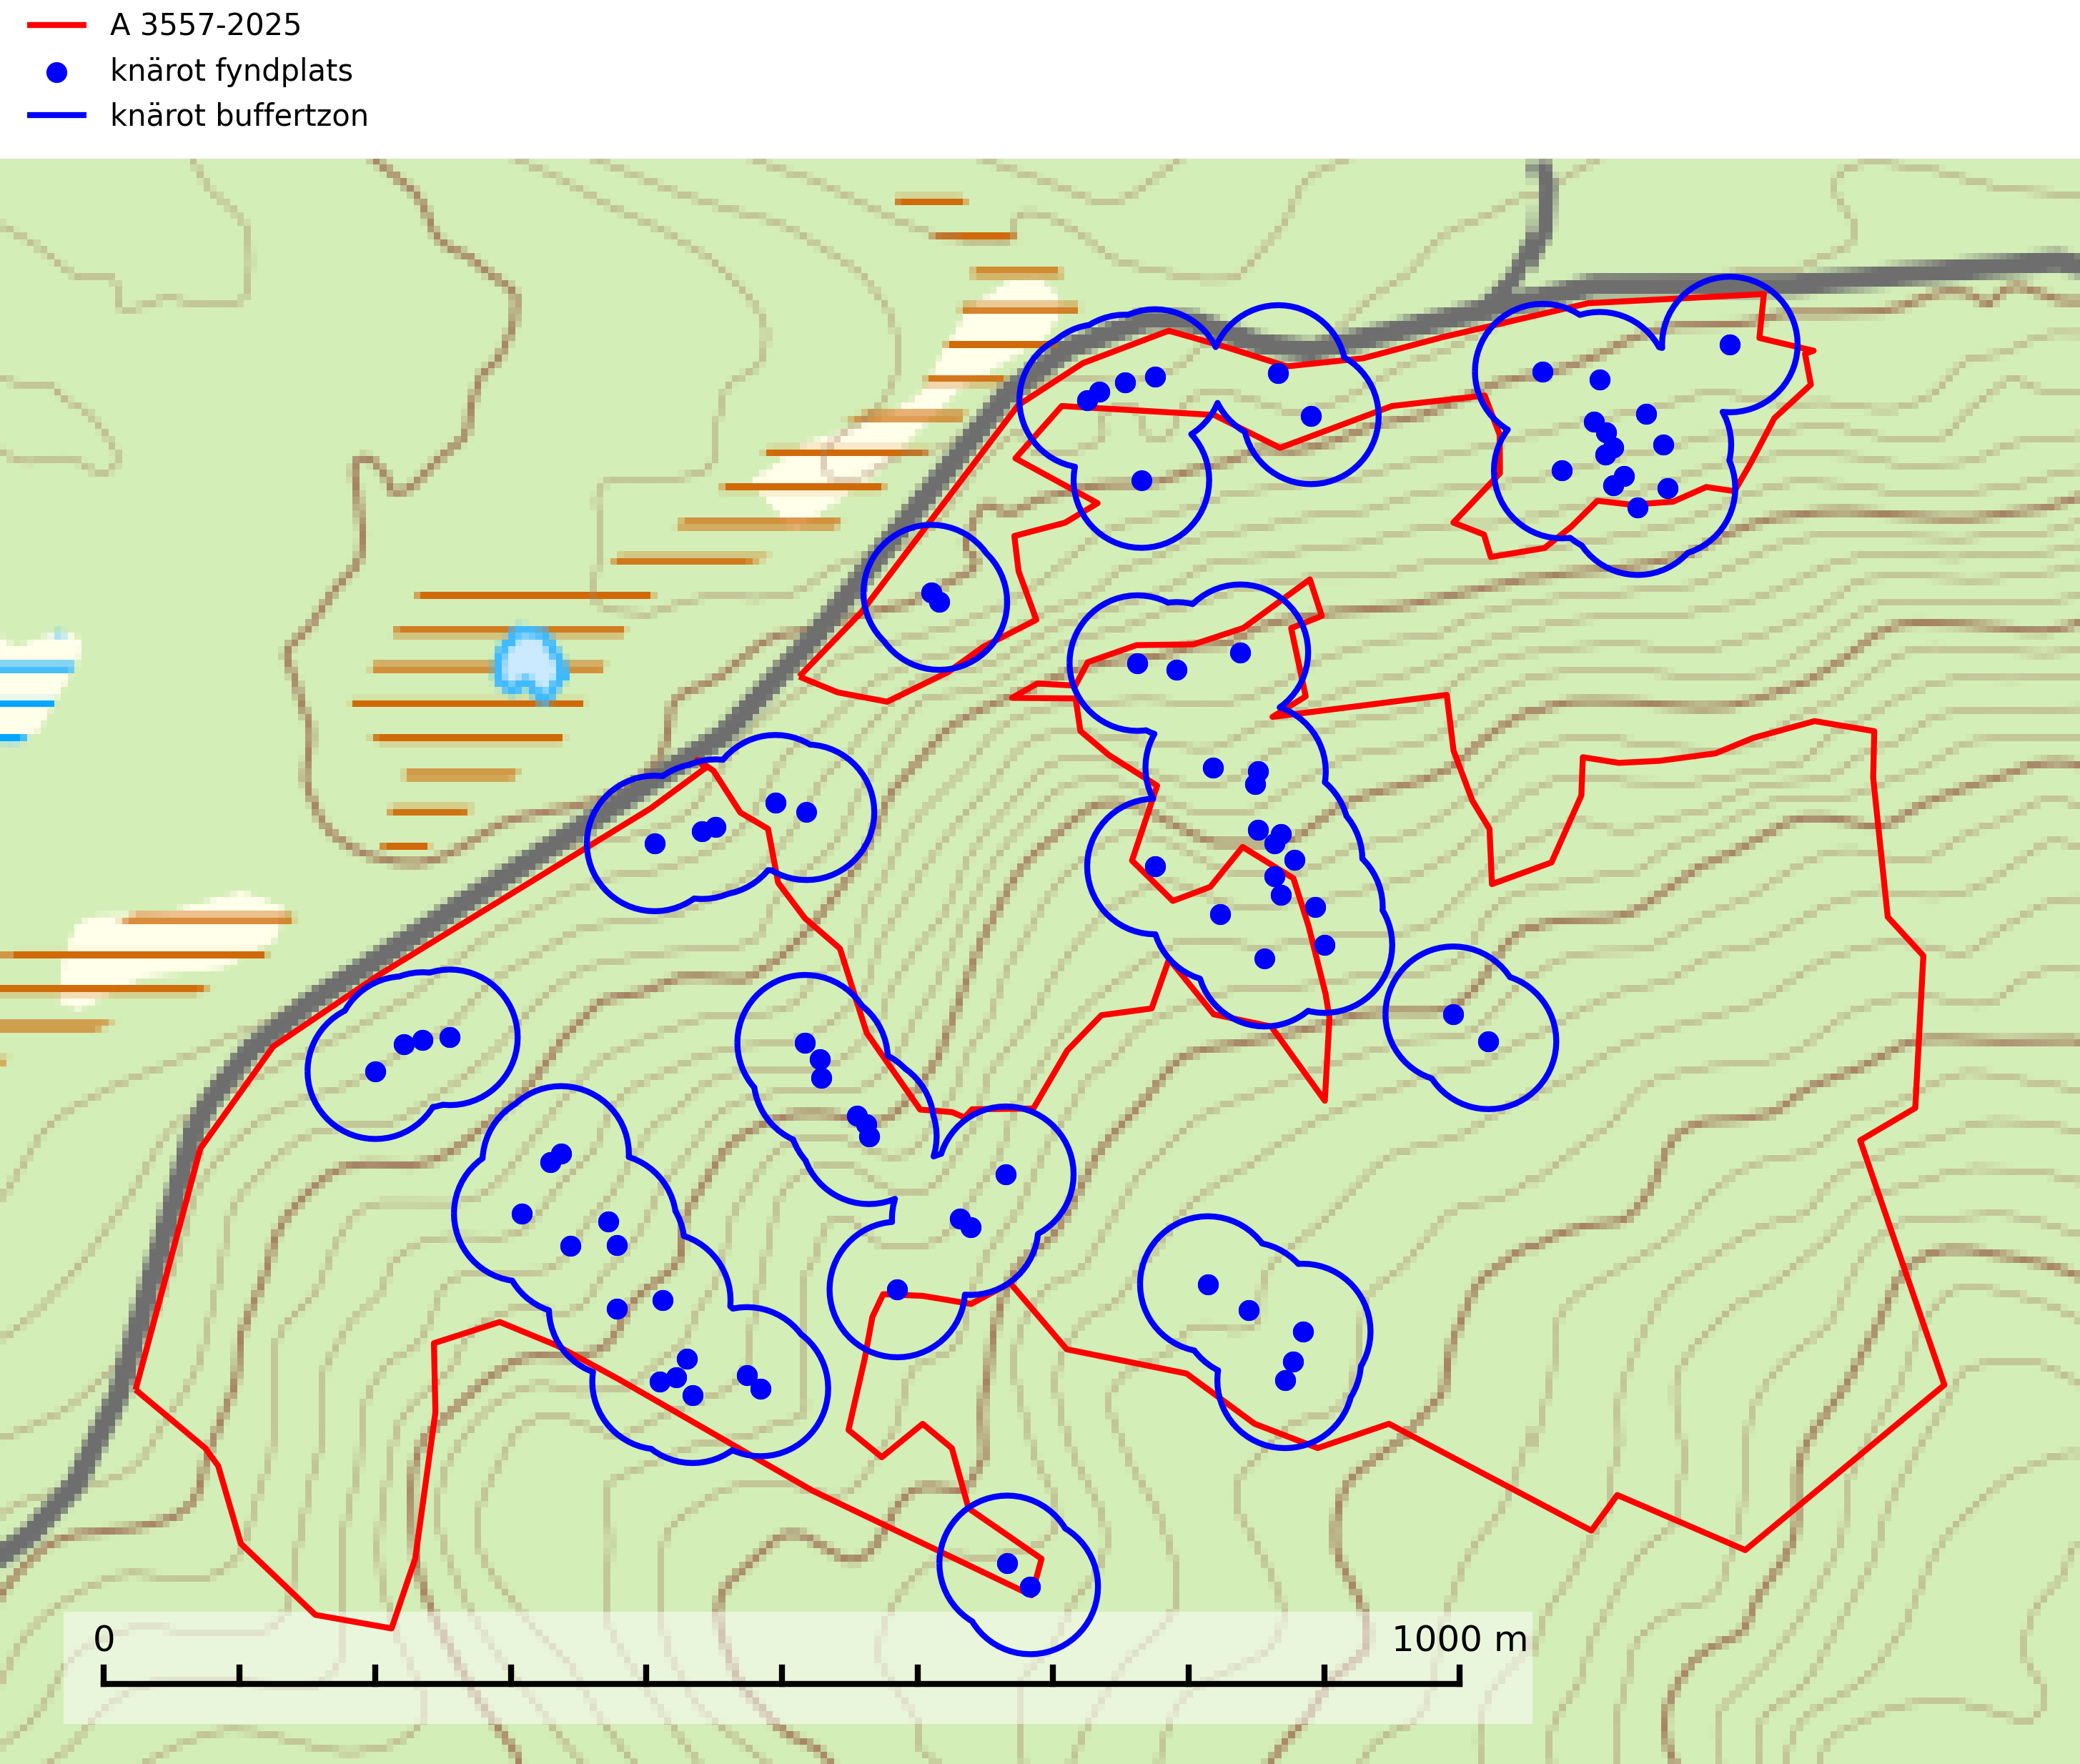 A 3557-2025
knärot fyndplats
knärot buffertzon
0 1000 m